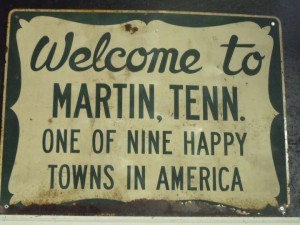 Welcome to
MARTIN, TENN.
ONE OF NINE HAPPY
TOWNS IN AMERICA